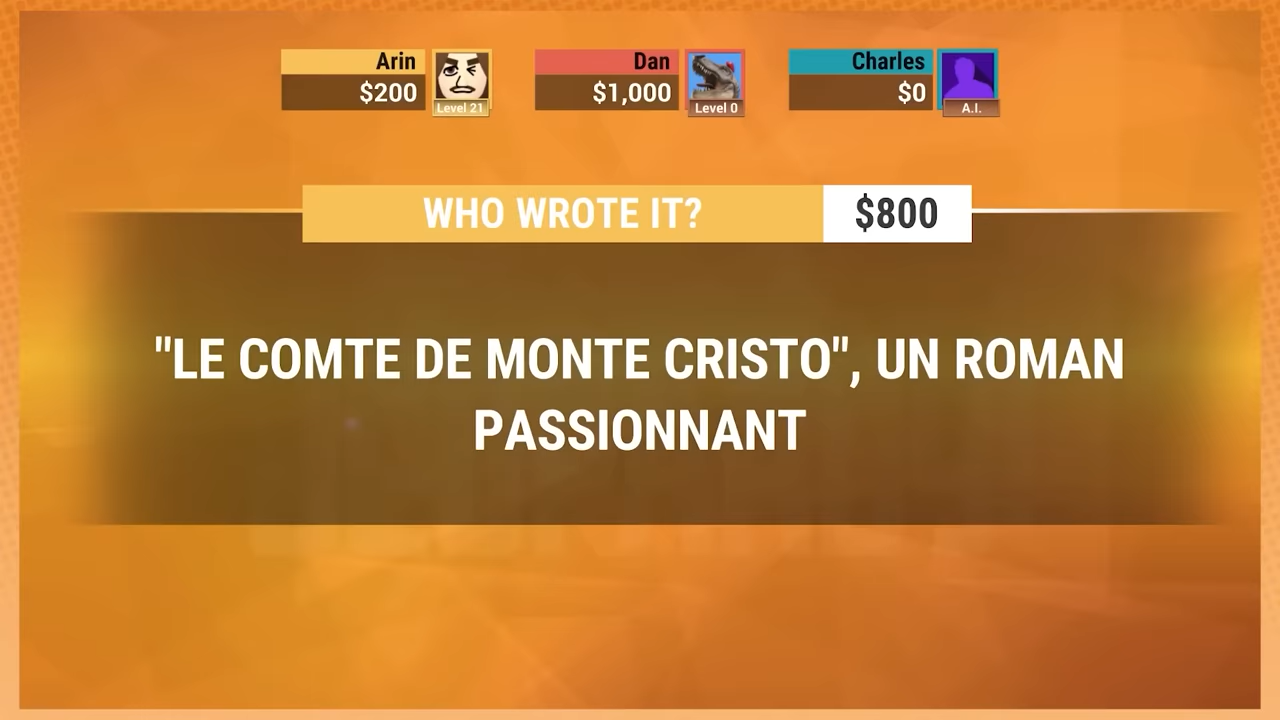 Arin
$200
Level 21
Dan
$1,000
Level 0
Charles
$0
A.I.
WHO WROTE IT?
$800
"LE COMTE DE MONTE CRISTO", UN ROMAN
PASSIONNANT